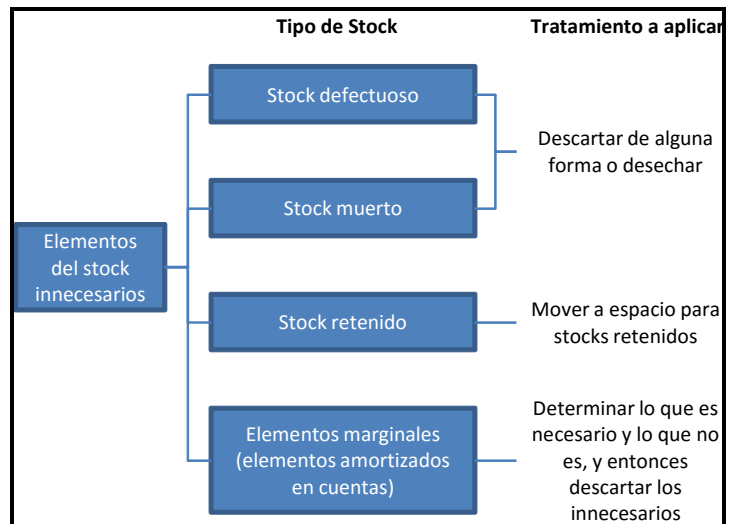 Tipo de Stock
Tratamiento a aplicar
Stock defectuoso
Descartar de alguna
forma o desechar
Stock muerto
Elementos
del stock
innecesarios
Stock retenido
Mover a espacio para
stocks retenidos
Elementos marginales
(elementos amortizados
en cuentas)
Determinar lo que es
necesario y lo que no
es, y entonces
descartar los
innecesarios